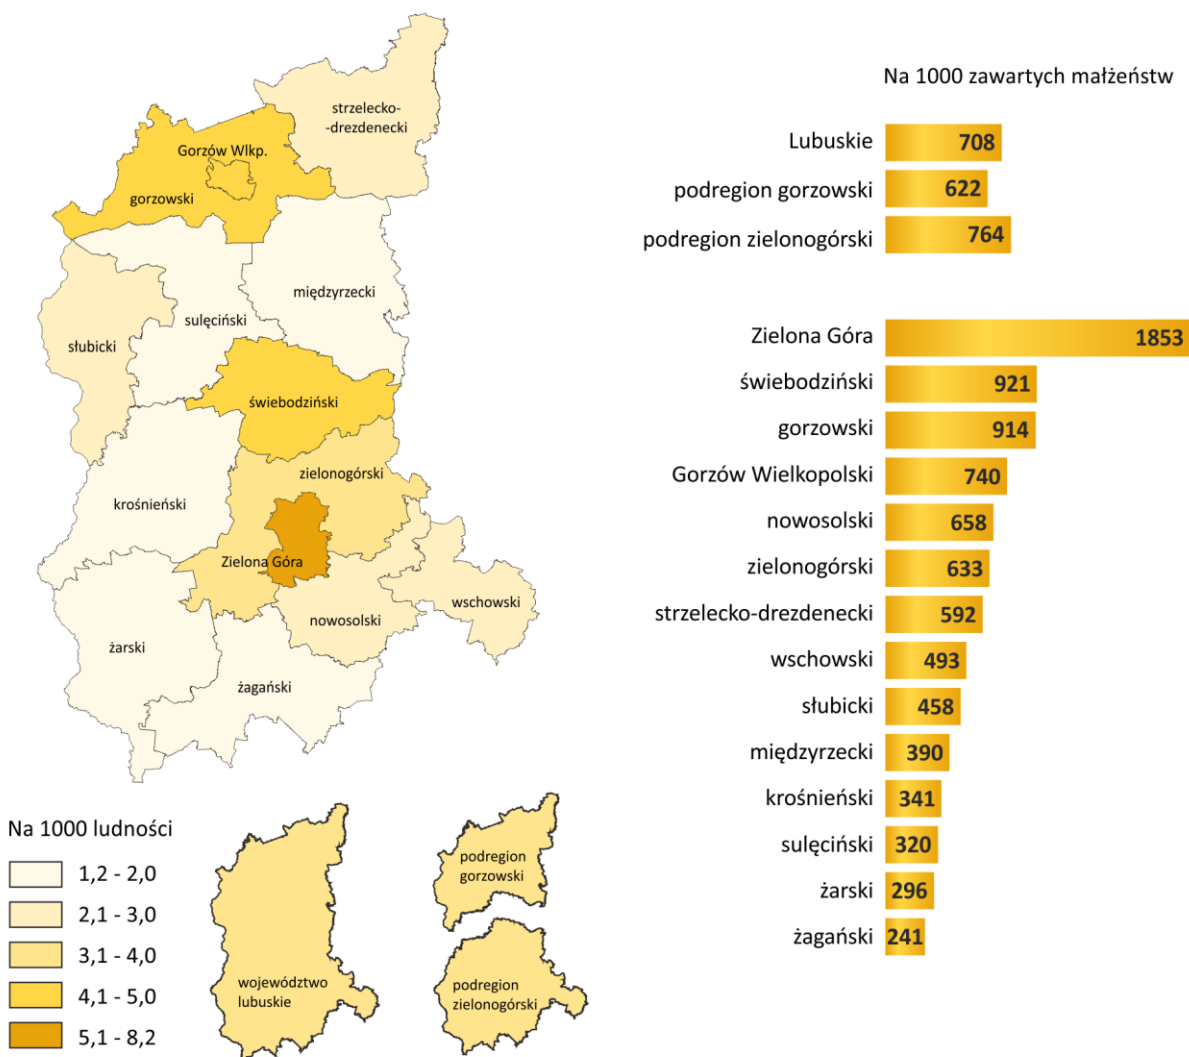 strzelecko-
-drezdenecki
Gorzów Wlkp.
gorzowski
międzyrzecki
sulęciński
słubicki
świebodziński
zielonogórski
krośnieński
Zielona Góra
wschowski
nowosolski
żarski
żagański
Na 1000 ludności
1,2 - 2,0
2,1 - 3,0
3,1 - 4,0
4,1 - 5,0
5,1 - 8,2
województwo
lubuskie
podregion
gorzowski
podregion
zielonogórski
Na 1000 zawartych małżeństw
Lubuskie 708
podregion gorzowski 622
podregion zielonogórski 764
Zielona Góra 1853
świebodziński 921
gorzowski 914
Gorzów Wielkopolski 740
nowosolski 658
zielonogórski 633
strzelecko-drezdenecki 592
wschowski 493
słubicki 458
międzyrzecki 390
krośnieński 341
sulęciński 320
żarski 296
żagański 241